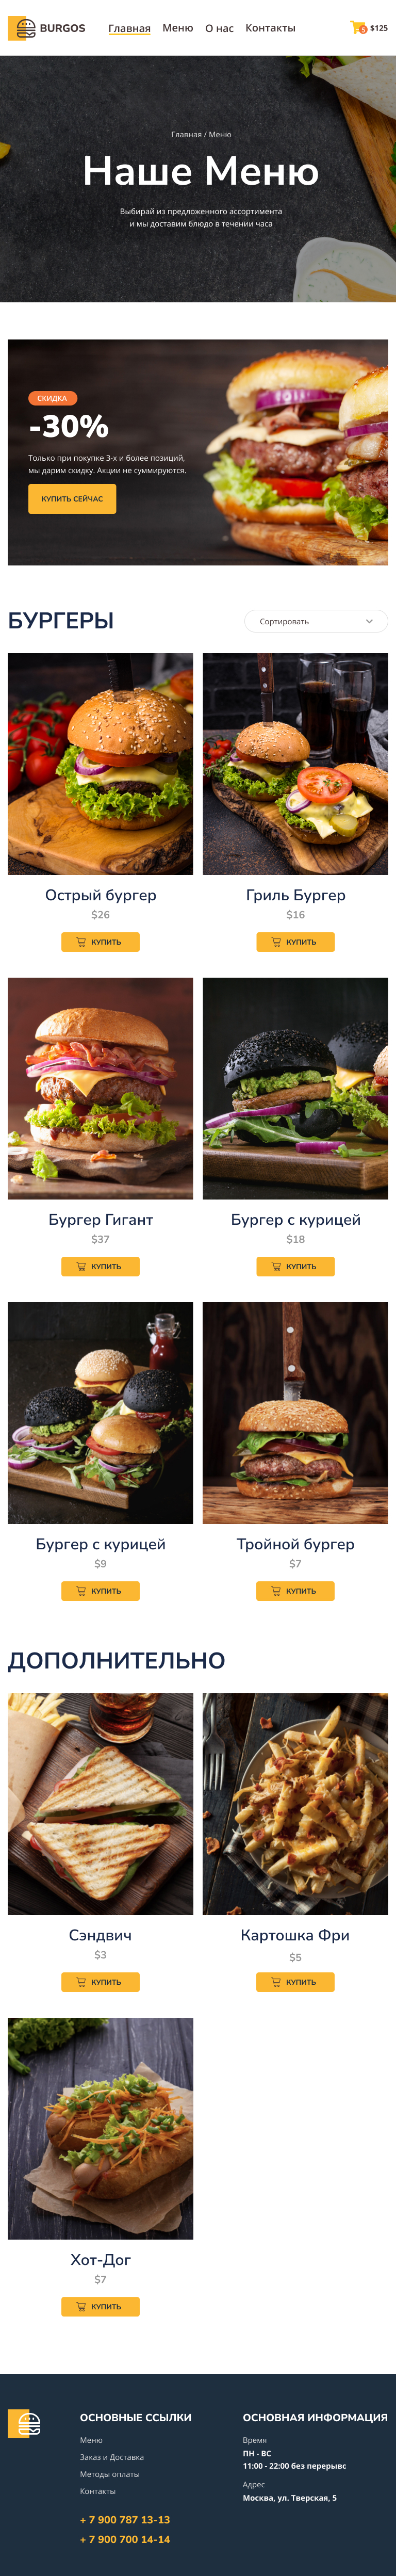 BURGOS
Главная
Меню
О нас
Контакты
3
$125
Главная / Меню
Наше Меню
Выбирай из предложенного ассортимента
и мы доставим блюдо в течении часа
СКИДКА
-30%
Только при покупке 3-х и более позиций,
мы дарим скидку. Акции не суммируются.
КУПИТЬ СЕЙЧАС
БУРГЕРЫ
Сортировать
Острый бургер
$26
КУПИТЬ
Гриль Бургер
$16
КУПИТЬ
Бургер Гигант
$37
КУПИТЬ
Бургер с курицей
$18
КУПИТЬ
Бургер с курицей
$9
КУПИТЬ
Тройной бургер
$7
КУПИТЬ
ДОПОЛНИТЕЛЬНО
Сэндвич
$3
КУПИТЬ
Картошка Фри
$5
КУПИТЬ
Хот-Дог
$7
КУПИТЬ
ОСНОВНЫЕ ССЫЛКИ
Меню
Заказ и Доставка
Методы оплаты
Контакты
+ 7 900 787 13-13
+ 7 900 700 14-14
ОСНОВНАЯ ИНФОРМАЦИЯ
Время
ПН - ВС
11:00 - 22:00 без перерывс
Адрес
Москва, ул. Тверская, 5